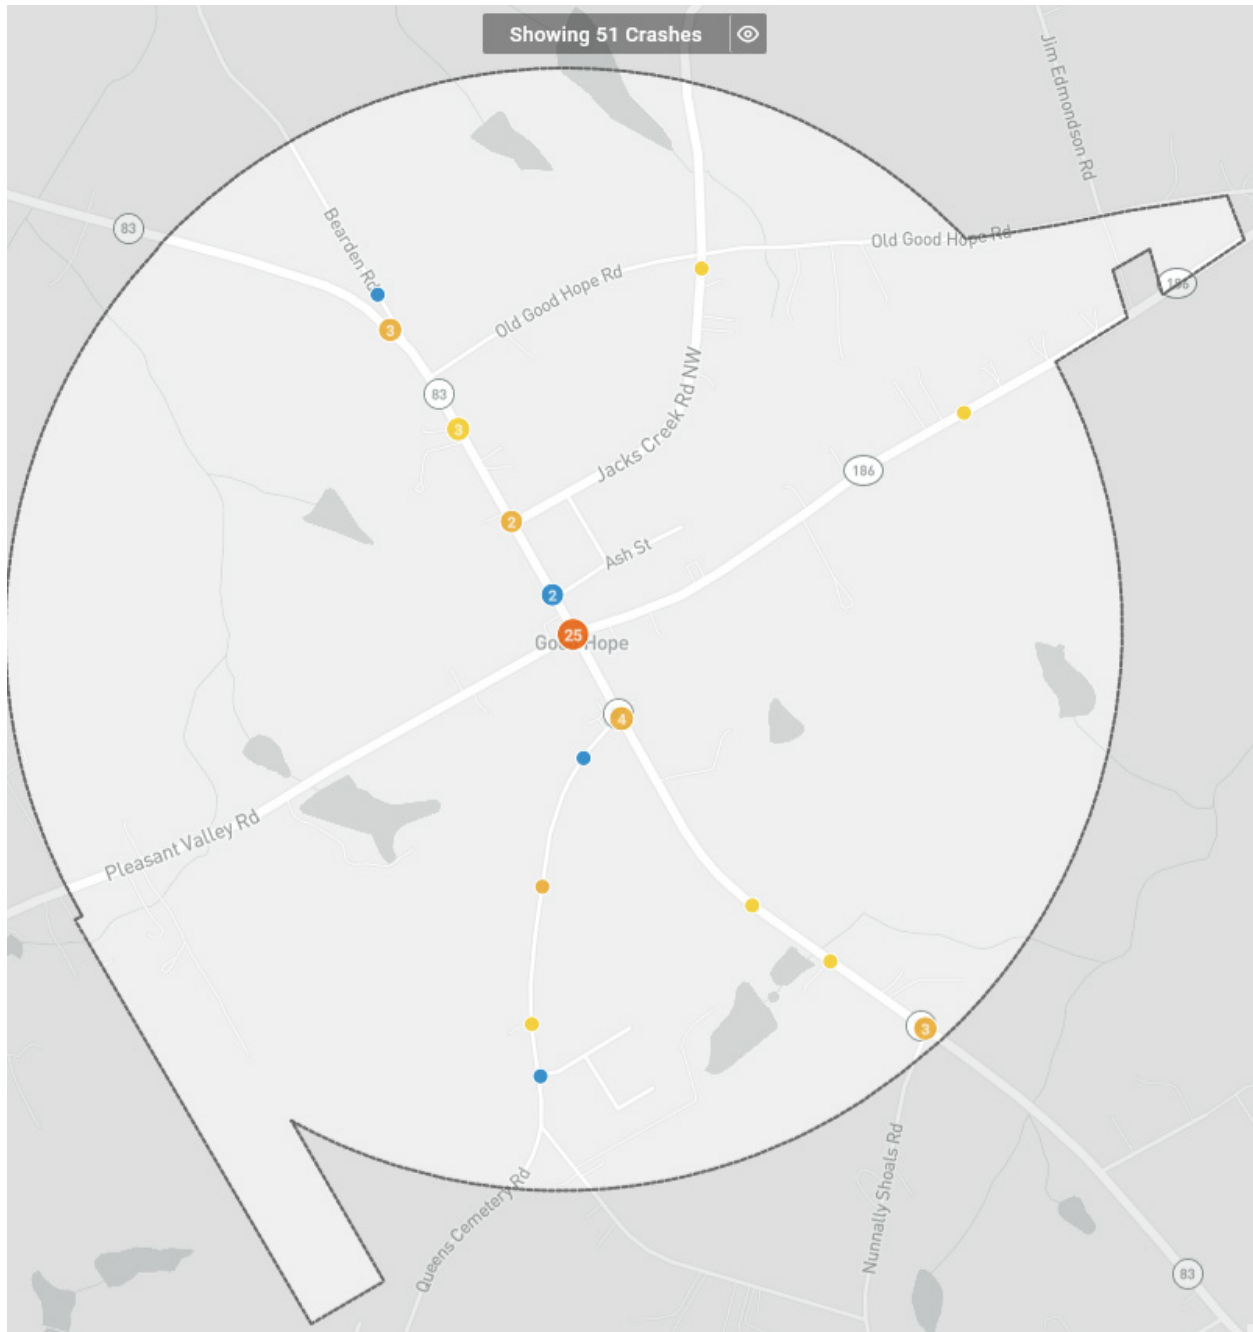 Showing 51 Crashes
Jim Edmondson Rd
83
Bearden Rd
Old Good Hope Rd
186
Old Good Hope Rd
3
83
3
Jacks Creek Rd NW
186
2
Ash St
2
25
Good Hope
4
Pleasant Valley Rd
3
Nunnally Shoals Rd
Queens Cemetery Rd
83